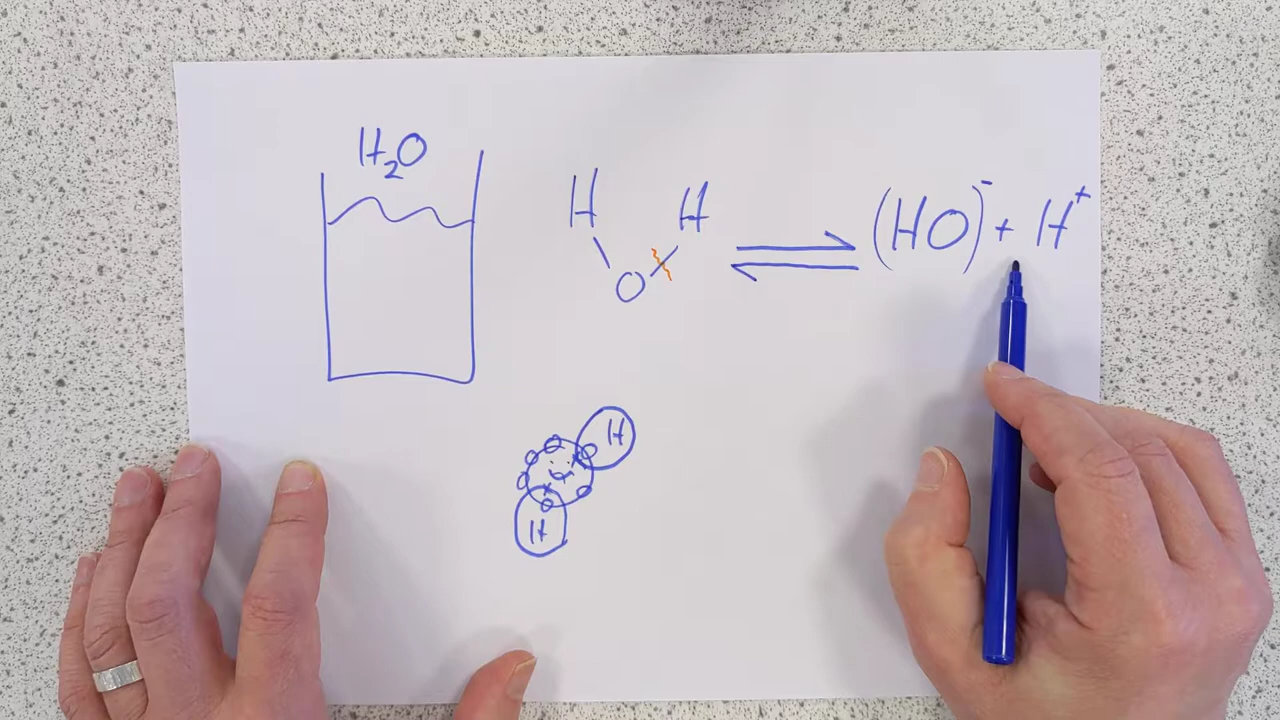 H₂O
H H
O
⇌ (HO)⁻ + H⁺
H
H